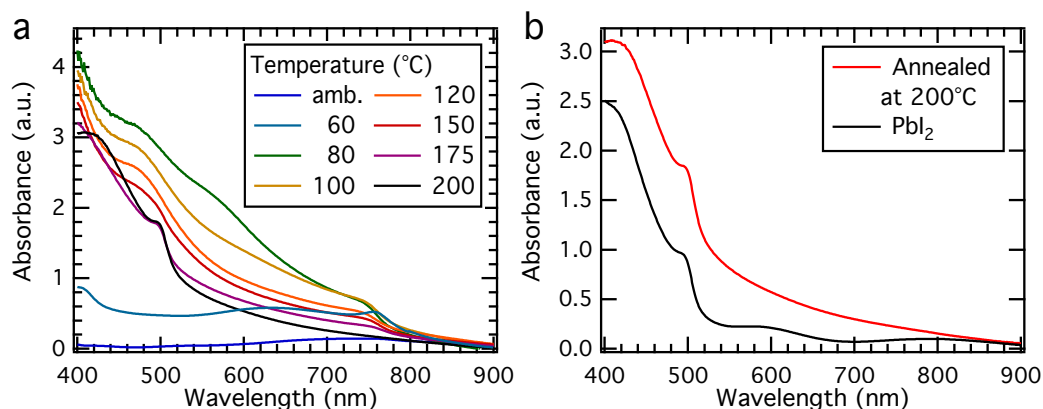 a
Absorbance (a.u.)
4
3
2
1
0
Temperature (°C)
amb. 120
60 150
80 175
100 200
400 500 600 700 800 900
Wavelength (nm)
b
Absorbance (a.u.)
3.0
2.5
2.0
1.5
1.0
0.5
0.0
Annealed
at 200°C
PbI₂
400 500 600 700 800 900
Wavelength (nm)